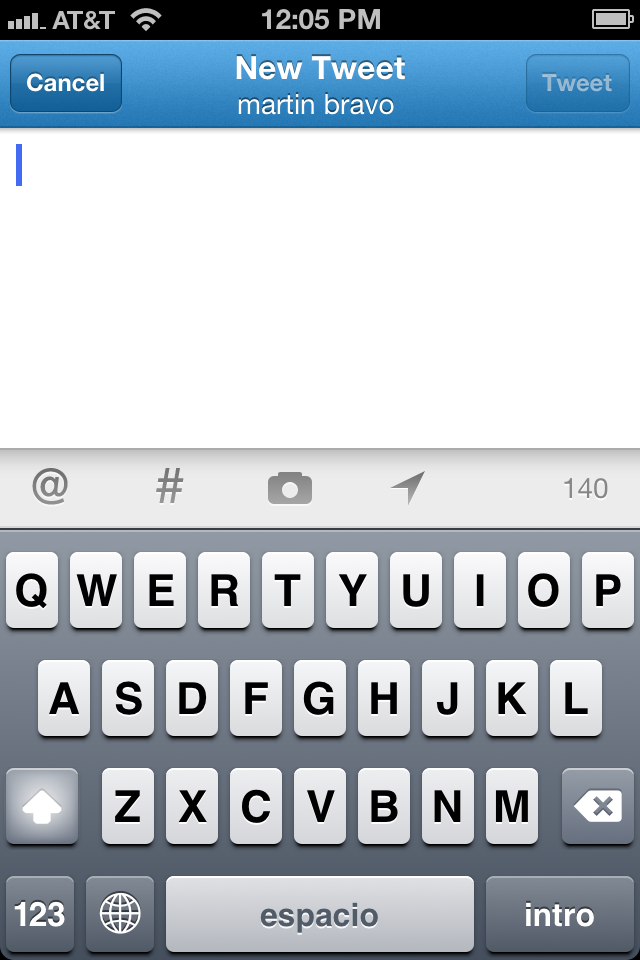 AT&T 12:05 PM
Cancel New Tweet Tweet
martin bravo
@ # 140
Q W E R T Y U I O P
A S D F G H J K L
Z X C V B N M
123 espacio intro